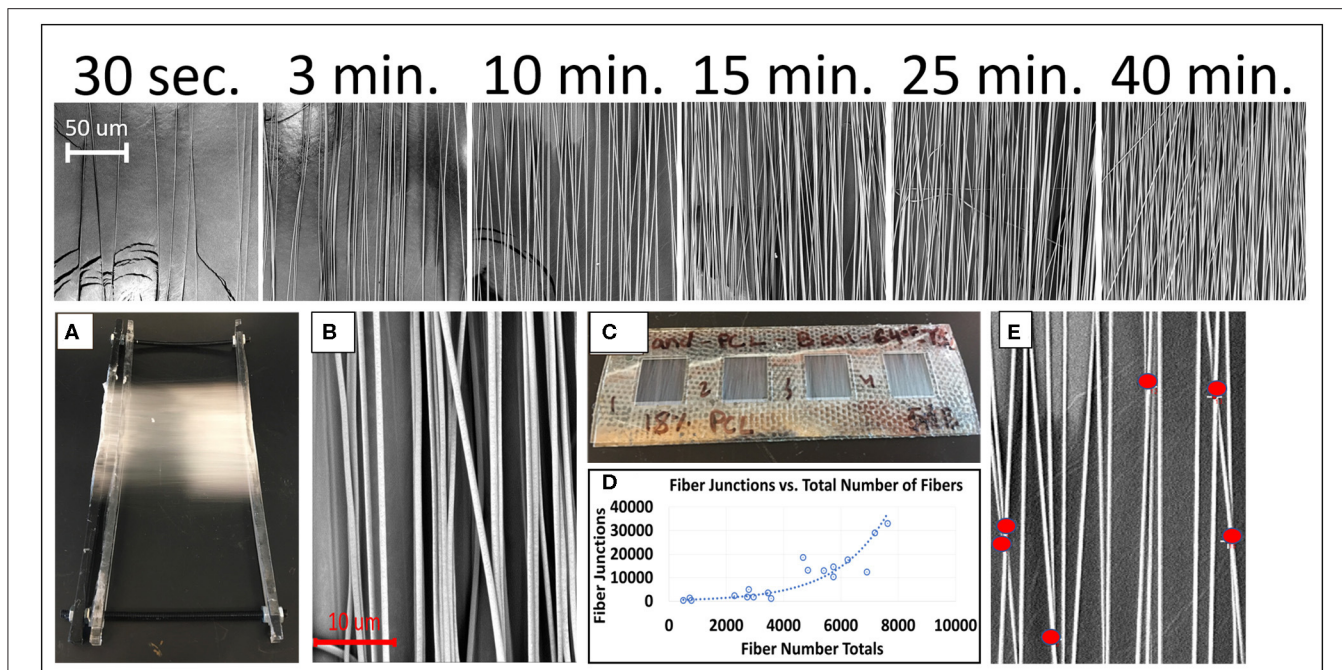 30 sec. 3 min. 10 min. 15 min. 25 min. 40 min.
50 um
A
B
10 um
C
1 2 3 4
18% PCL
D
Fiber Junctions vs. Total Number of Fibers
Fiber Junctions
40000
30000
20000
10000
0
0 2000 4000 6000 8000 10000
Fiber Number Totals
E